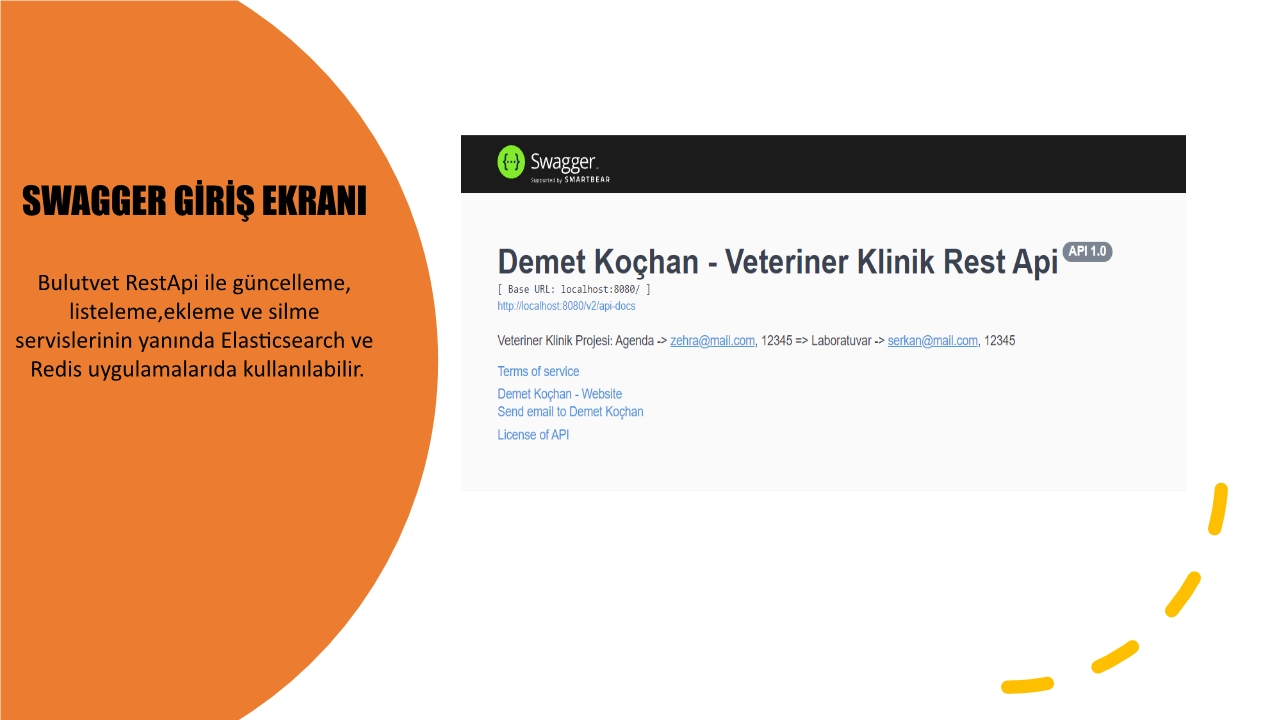 SWAGGER GİRİŞ EKRANI
Bulutvet RestApi ile güncelleme,
listeleme,ekleme ve silme
servislerinin yanında Elasticsearch ve
Redis uygulamalarıda kullanılabilir.
{···} Swagger.
Supported by SMARTBEAR
Demet Koçhan - Veteriner Klinik Rest Api API 1.0
[ Base URL: localhost:8080/ ]
http://localhost:8080/v2/api-docs
Veteriner Klinik Projesi: Agenda -> zehra@mail.com, 12345 => Laboratuvar -> serkan@mail.com, 12345
Terms of service
Demet Koçhan - Website
Send email to Demet Koçhan
License of API